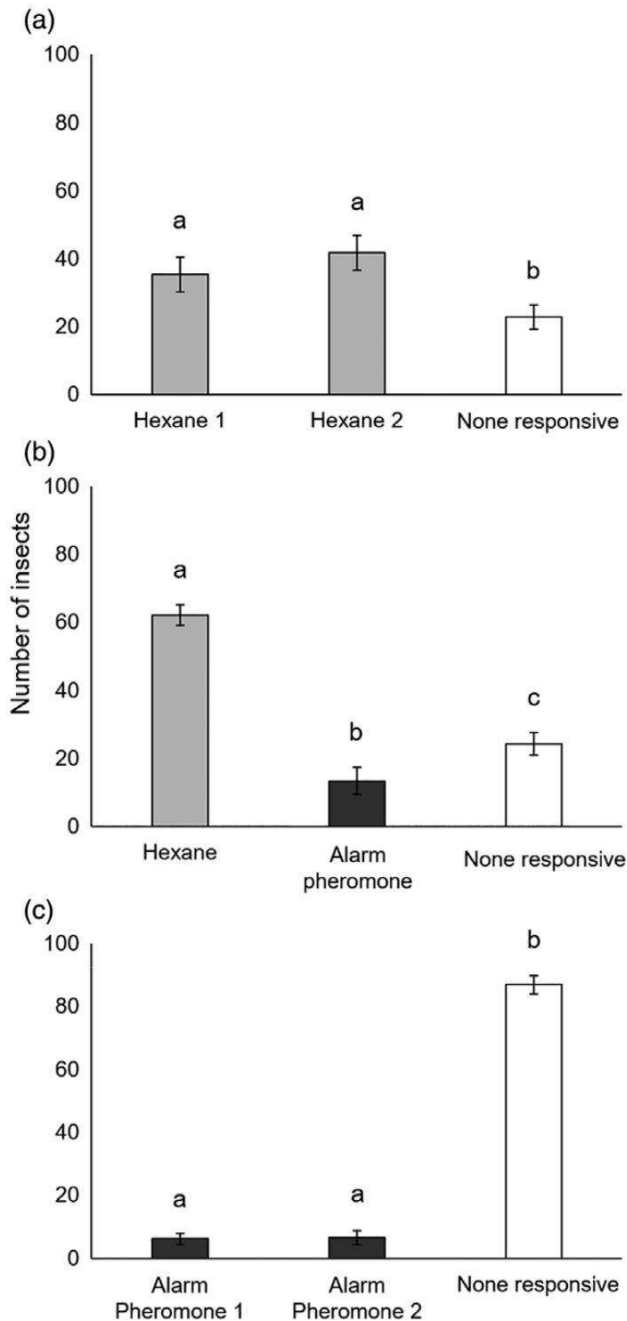 (a)
100
80
60
40
20
0
a
a
b
Hexane 1
Hexane 2
None responsive
(b)
Number of insects
100
80
60
40
20
0
a
b
c
Hexane
Alarm
pheromone
None responsive
(c)
100
80
60
40
20
0
a
a
b
Alarm
Pheromone 1
Alarm
Pheromone 2
None responsive